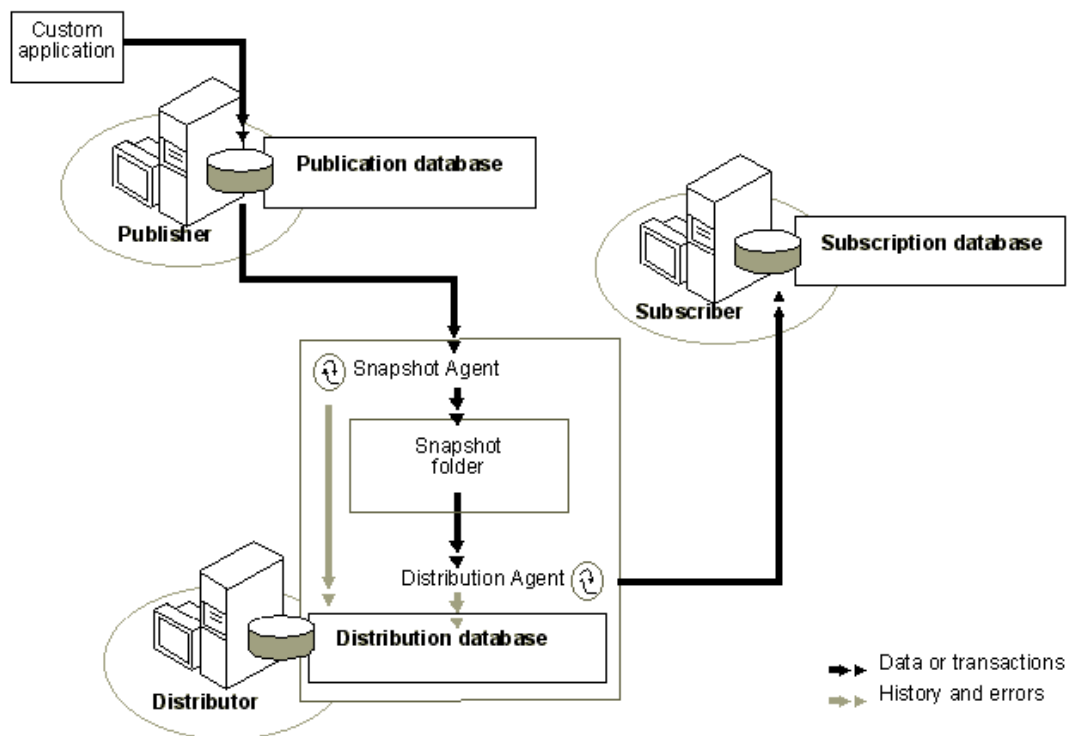 Custom
application
Publication database
Publisher
Subscription database
Subscriber
Snapshot Agent
Snapshot
folder
Distribution Agent
Distribution database
Distributor
Data or transactions
History and errors